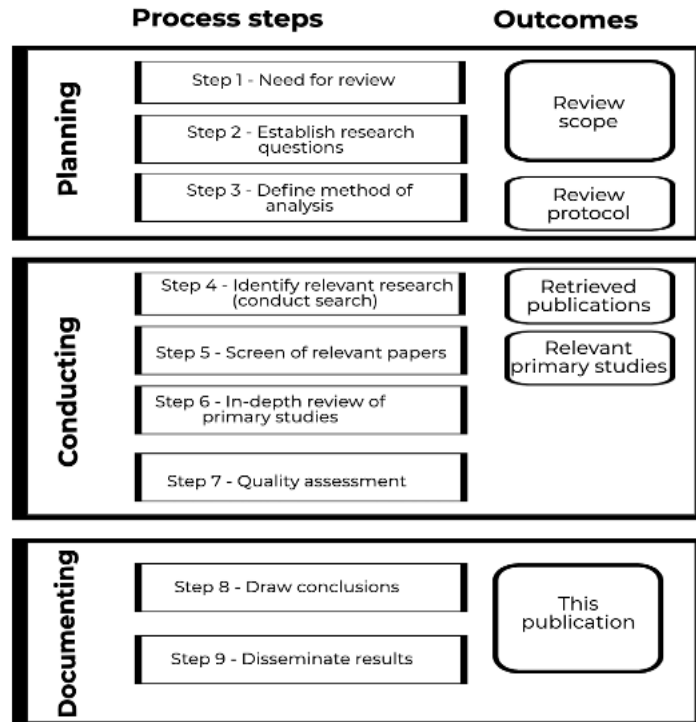 Process steps
Outcomes
Planning
Step 1 - Need for review
Step 2 - Establish research
questions
Step 3 - Define method of
analysis
Review
scope
Review
protocol
Conducting
Step 4 - Identify relevant research
(conduct search)
Step 5 - Screen of relevant papers
Step 6 - In-depth review of
primary studies
Step 7 - Quality assessment
Retrieved
publications
Relevant
primary studies
Documenting
Step 8 - Draw conclusions
Step 9 - Disseminate results
This
publication